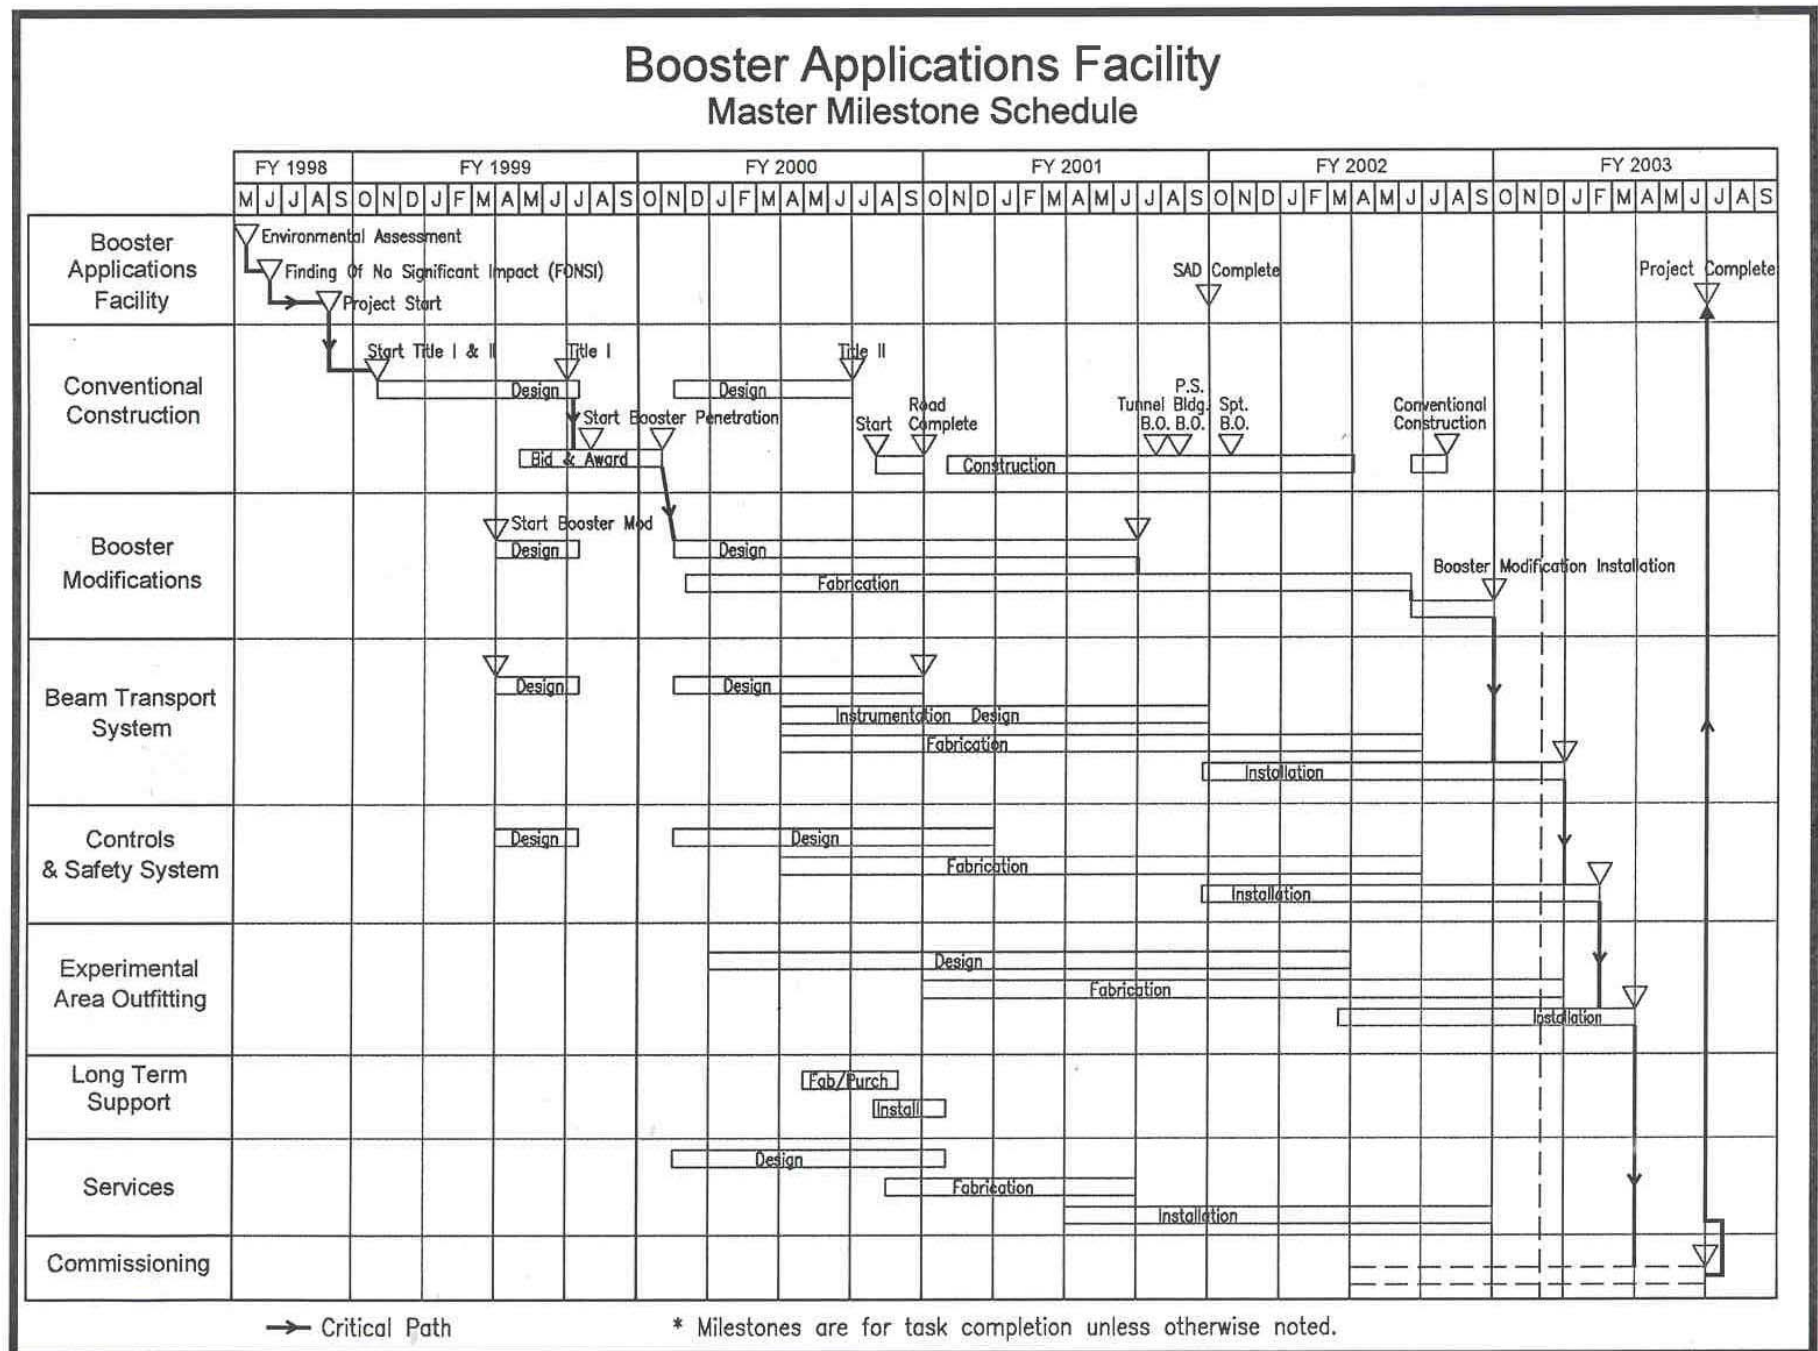 Booster Applications Facility
Master Milestone Schedule
FY 1998 FY 1999 FY 2000 FY 2001 FY 2002 FY 2003
M J J A S O N D J F M A M J J A S O N D J F M A M J J A S O N D J F M A M J J A S O N D J F M A M J J A S O N D J F M A M J J A S
Booster
Applications
Facility
Environmental Assessment
Finding Of No Significant Impact (FONSI)
Project Start
SAD Complete
Project Complete
Conventional
Construction
Start Title I & II
Title I
Title II
Design
Design
Start Booster Penetration
Bid & Award
Start
Road
Complete
Construction
P.S.
Tunnel Bldg. Spt.
B.O. B.O. B.O.
Conventional
Construction
Booster
Modifications
Start Booster Mod
Design
Design
Fabrication
Booster Modification Installation
Beam Transport
System
Design
Design
Instrumentation Design
Fabrication
Installation
Controls
& Safety System
Design
Design
Fabrication
Installation
Experimental
Area Outfitting
Design
Fabrication
Installation
Long Term
Support
Fab/Purch
Install
Services
Design
Fabrication
Installation
Commissioning
Critical Path
* Milestones are for task completion unless otherwise noted.